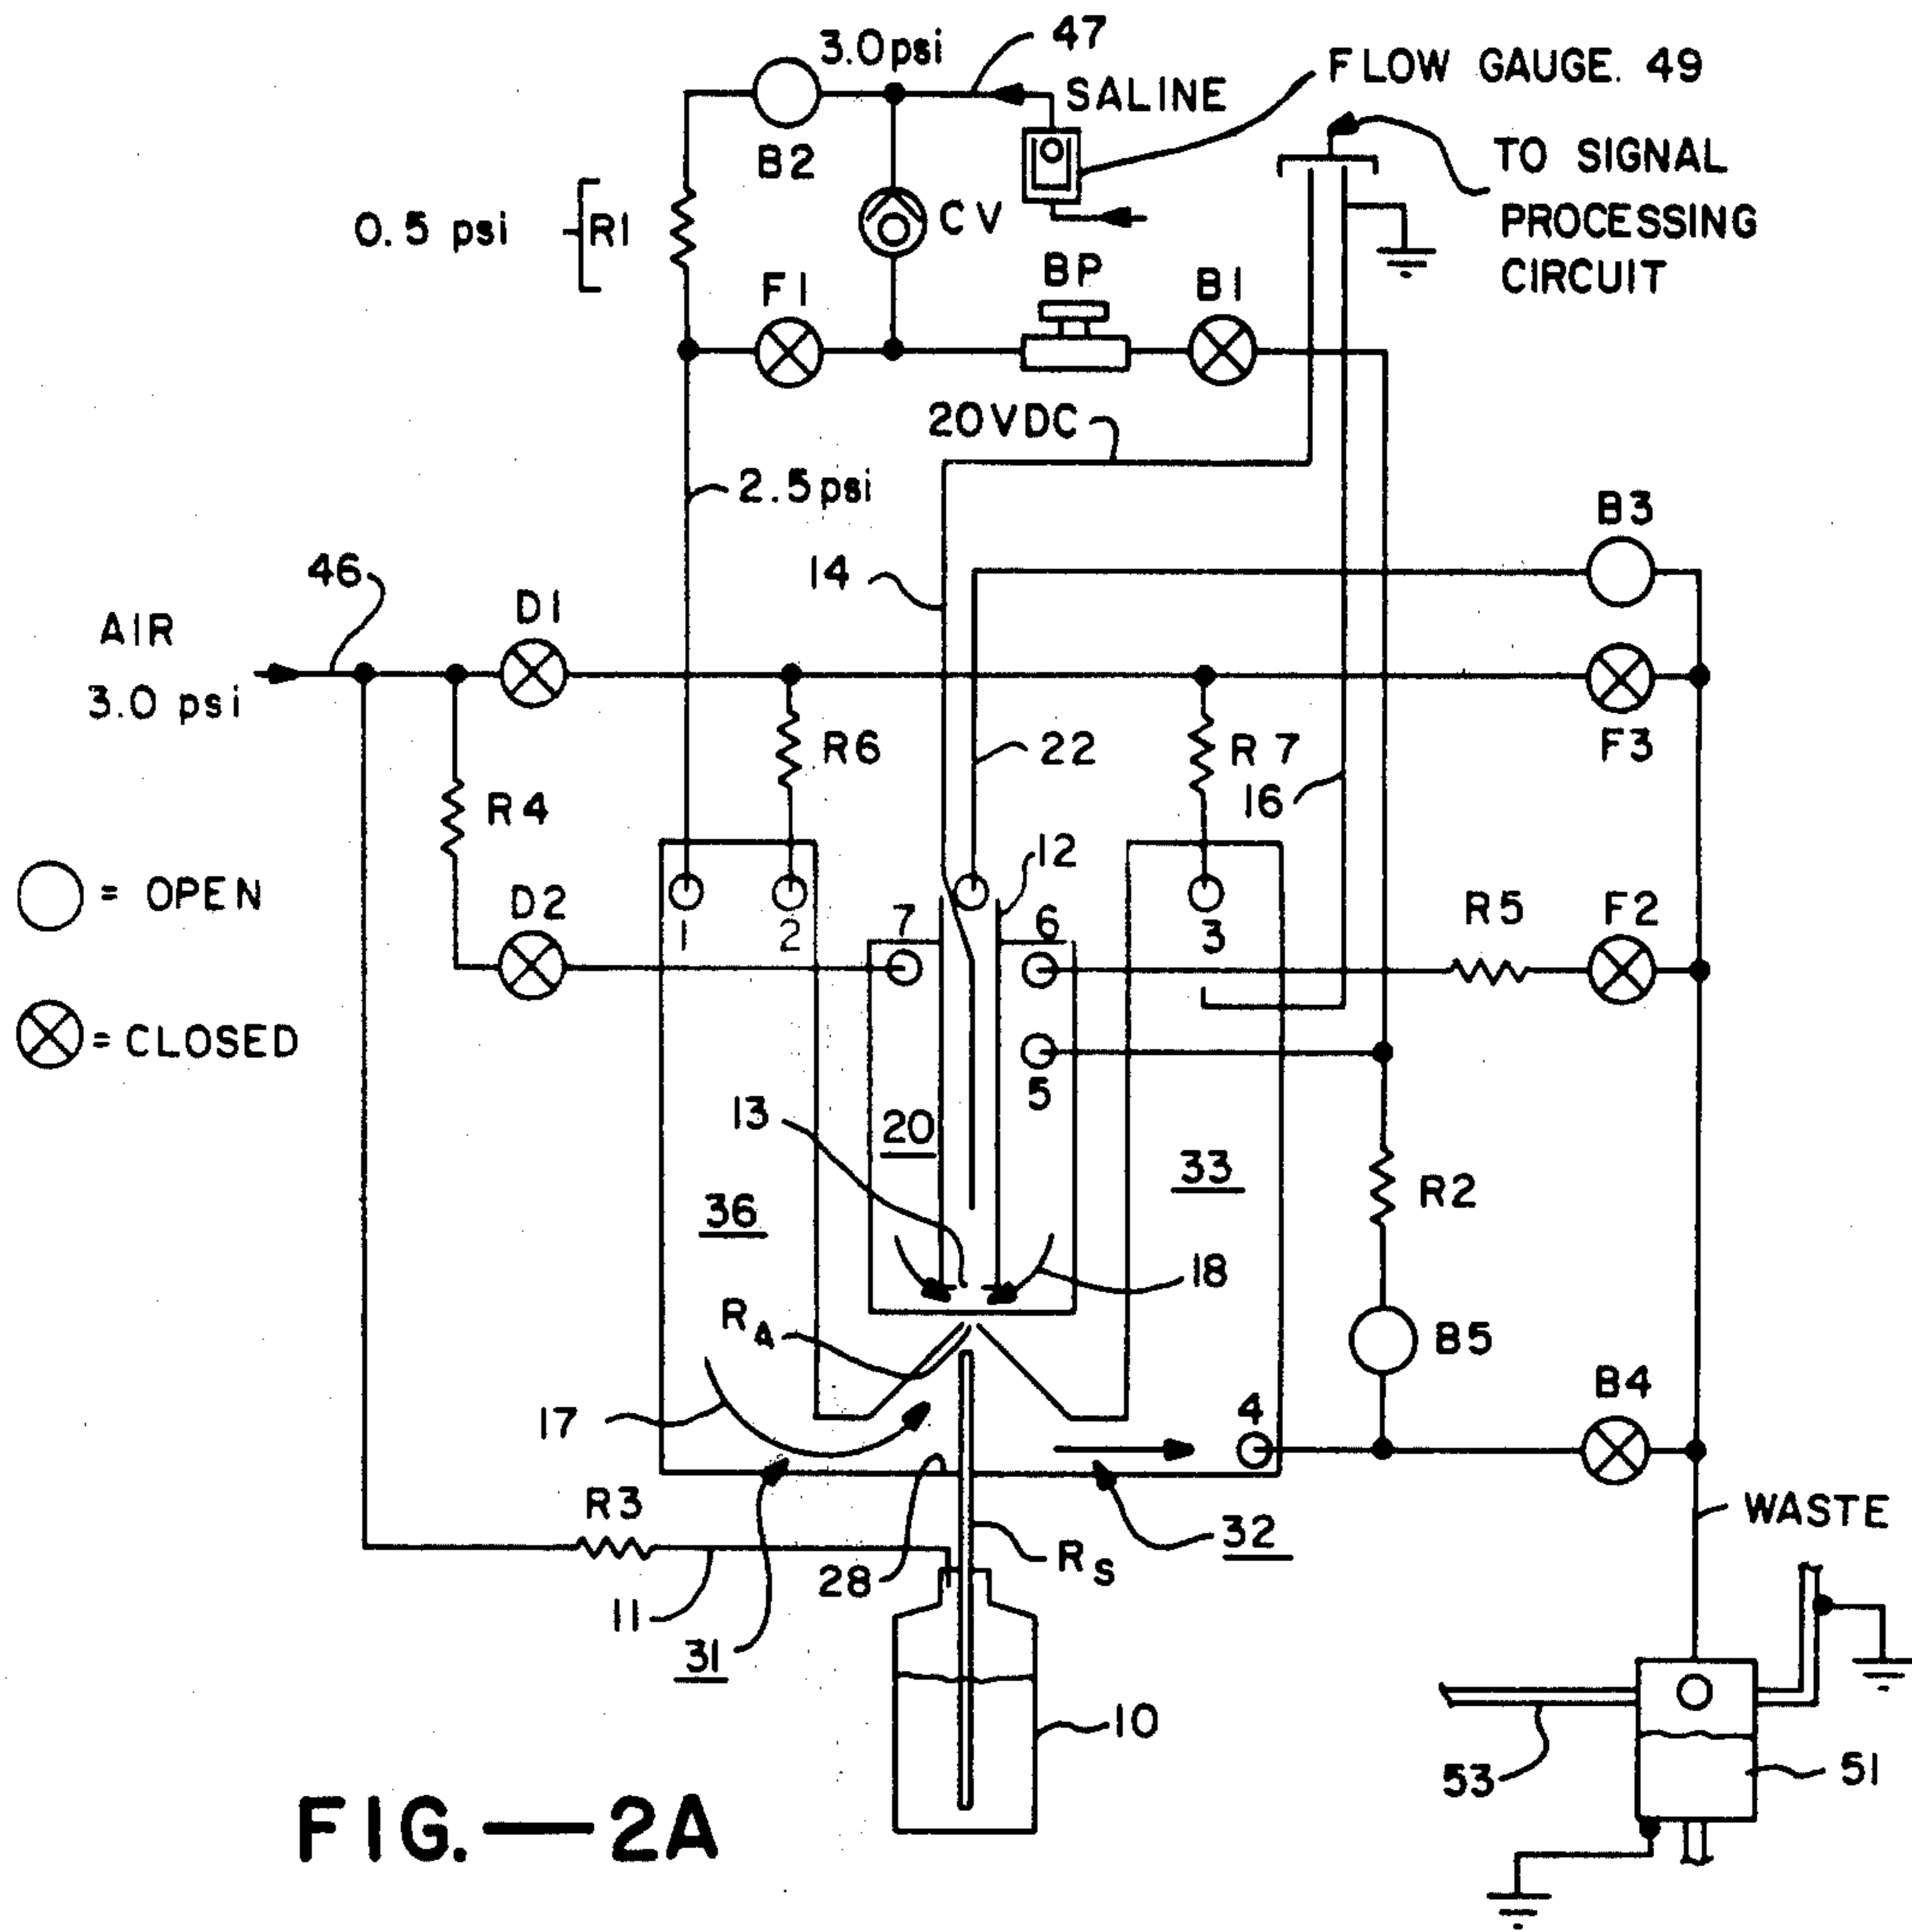 3.0psi
47
FLOW GAUGE. 49
SALINE
B2
TO SIGNAL
PROCESSING
CIRCUIT
0.5 psi
R1
CV
F1
BP
B1
20VDC
2.5psi
B3
46
14
AIR
3.0 psi
D1
R6
22
R7
F3
16
R4
12
= OPEN
D2
1
2
7
6
3
R5
F2
= CLOSED
5
13
20
33
R2
36
18
RA
B5
17
4
B4
R3
WASTE
28
RS
32
11
31
10
53
51
FIG.—2A